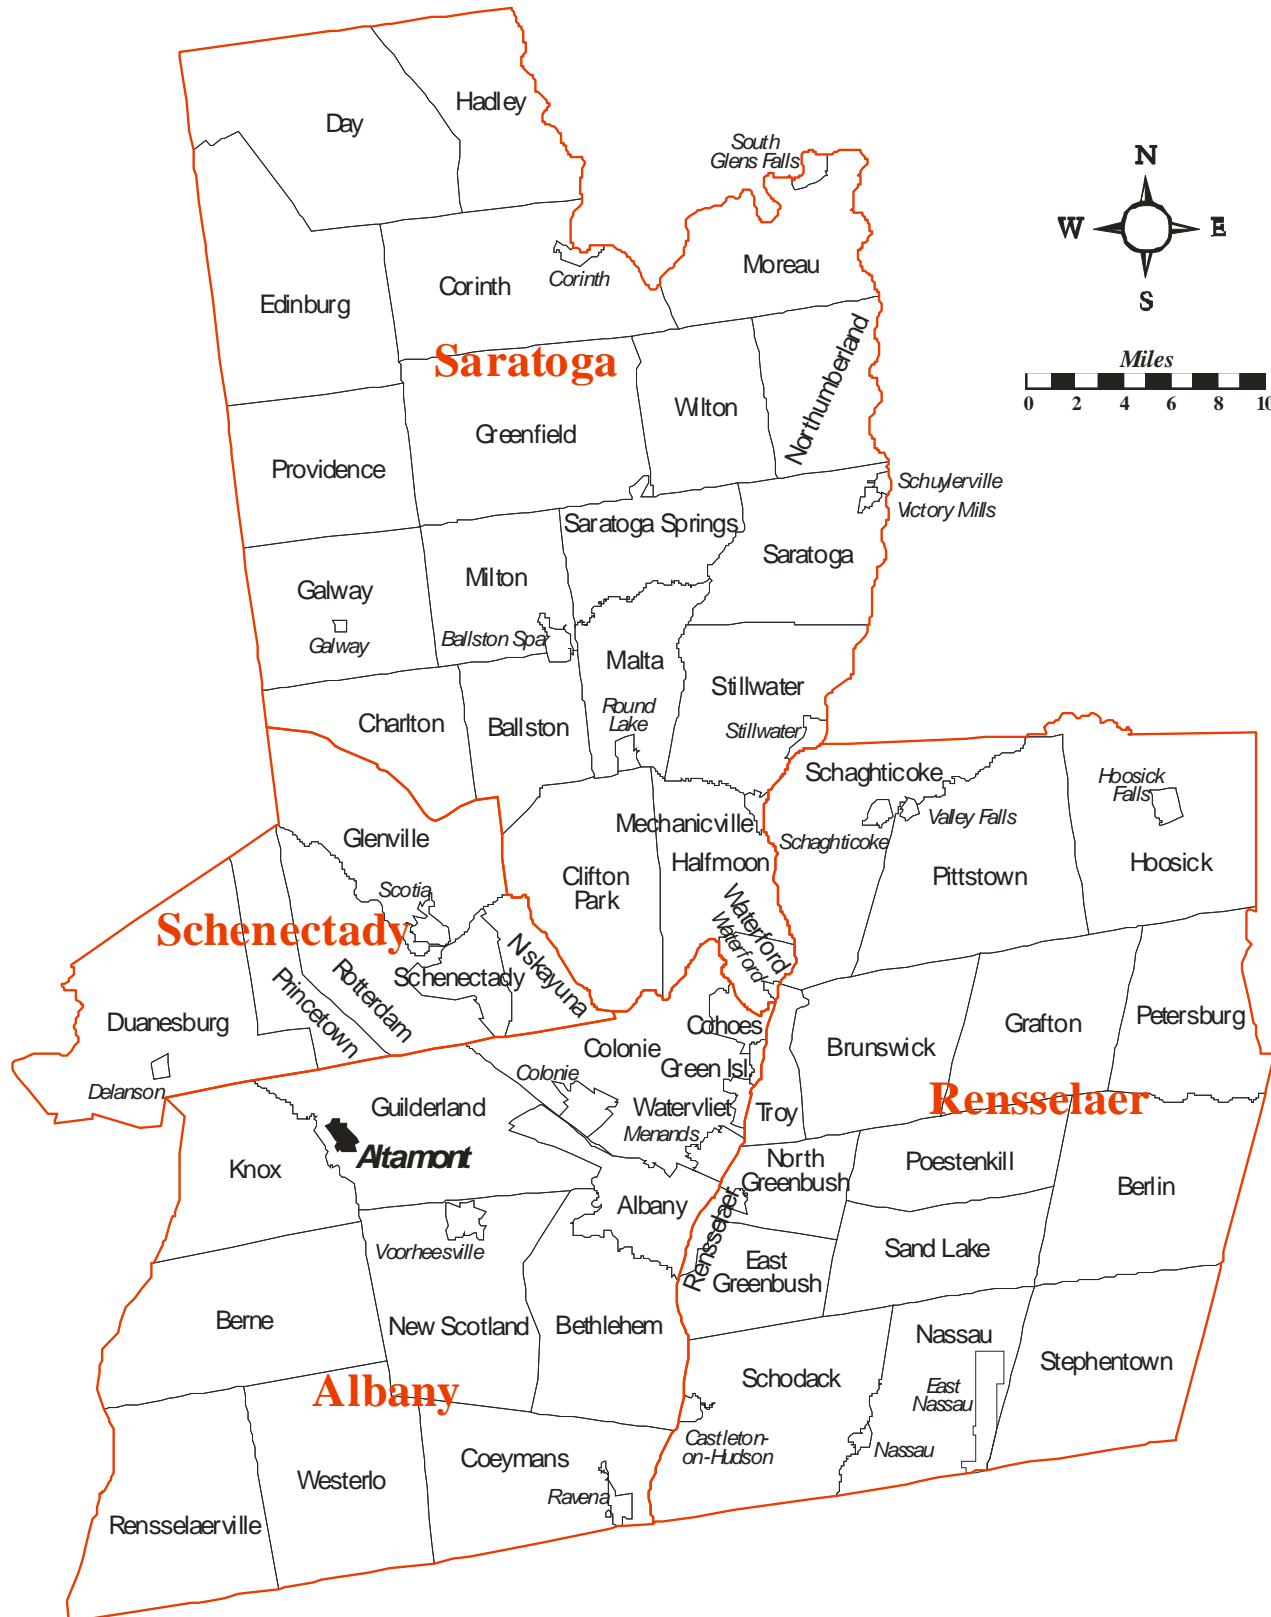 Hadley
Day
South
Glens Falls
N
W
E
S
Moreau
Corinth
Corinth
Edinburg
Northumberland
Saratoga
Miles
0 2 4 6 8 10
Wilton
Greenfield
Providence
Schuylerville
Victory Mills
Saratoga Springs
Saratoga
Milton
Galway
Galway
Ballston Spa
Malta
Stillwater
Round
Lake
Stillwater
Charlton
Ballston
Schaghticoke
Hoosick
Falls
Valley Falls
Schaghticoke
Mechanicville
Glenville
Halfmoon
Hoosick
Clifton
Park
Pittstown
Scotia
Waterford
Waterford
Schenectady
Schenectady
Niskayuna
Rotterdam
Princetown
Duanesburg
Petersburg
Grafton
Cohoes
Colonie
Brunswick
Green Isl.
Colonie
Delanson
Rensselaer
Guilderland
Watervliet
Troy
Menands
Altamont
Knox
North
Greenbush
Poestenkill
Berlin
Albany
Rensselaer
Voorheesville
Sand Lake
East
Greenbush
Berne
New Scotland
Bethlehem
Nassau
Stephentown
Schodack
Albany
East
Nassau
Castleton-
on-Hudson
Nassau
Coeymans
Westerlo
Ravena
Rensselaerville